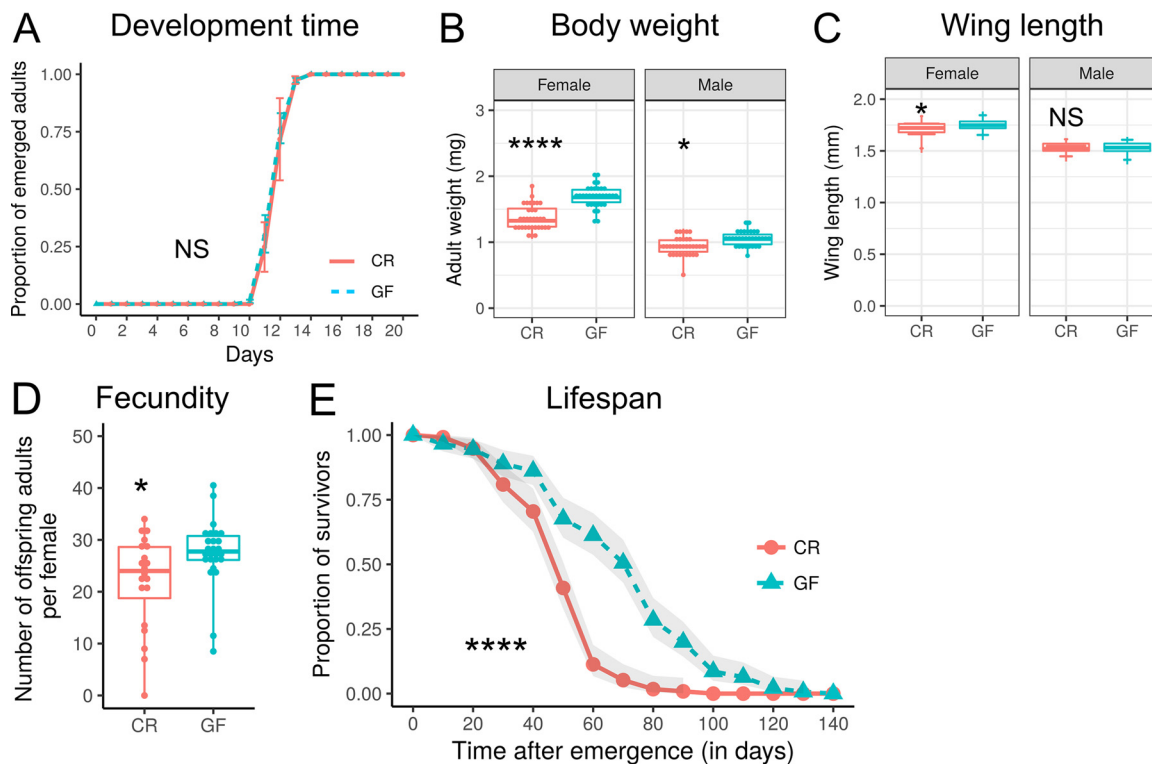 A Development time
Proportion of emerged adults
1.00
0.75
0.50
0.25
0.00
NS
CR
GF
0 2 4 6 8 10 12 14 16 18 20
Days
B Body weight
Female Male
Adult weight (mg)
3
2
1
0
**** *
CR GF CR GF
C Wing length
Female Male
Wing length (mm)
2.0
1.5
1.0
0.5
0.0
* NS
CR GF CR GF
D Fecundity
Number of offspring adults
per female
50
40
30
20
10
0
*
CR GF
E Lifespan
Proportion of survivors
1.00
0.75
0.50
0.25
0.00
CR
GF
****
0 20 40 60 80 100 120 140
Time after emergence (in days)